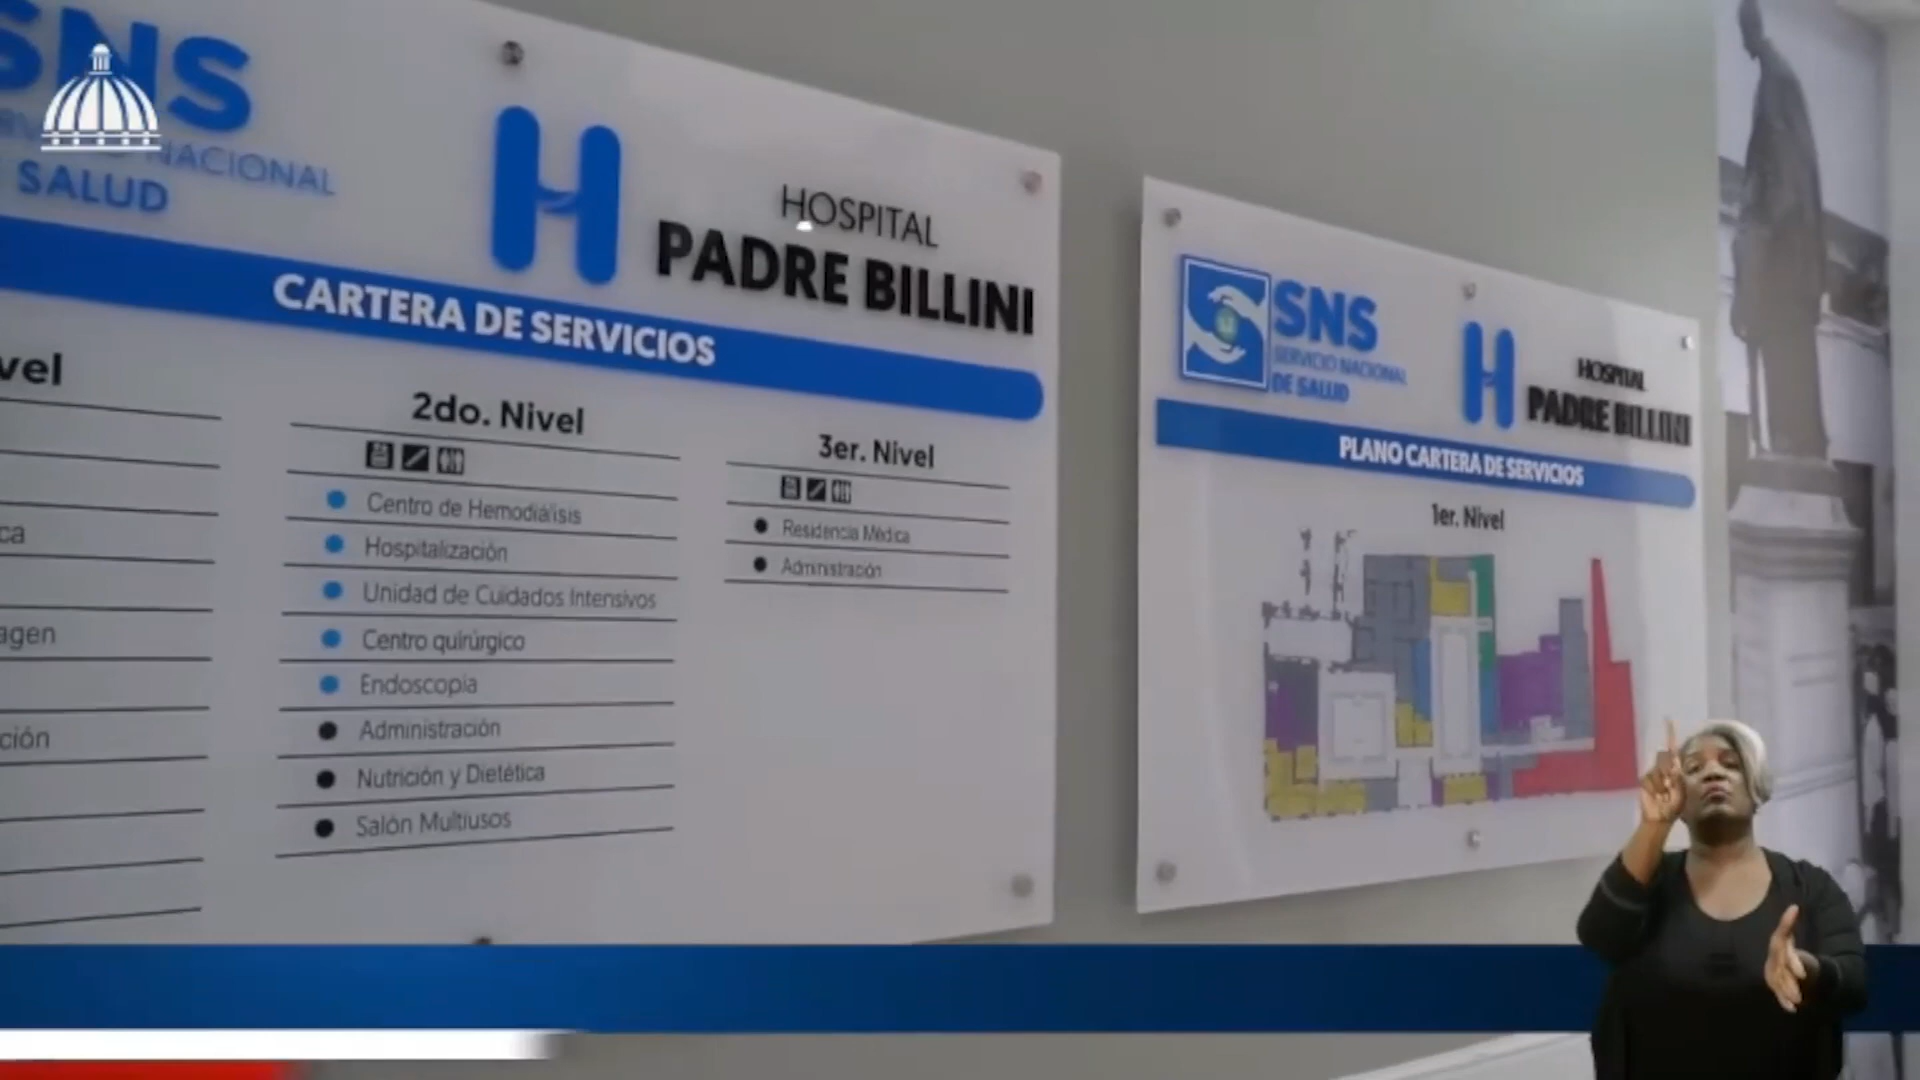 SNS
NACIONAL
SALUD
HOSPITAL
PADRE BILLINI
CARTERA DE SERVICIOS
vel
ca
agen
ción
2do. Nivel
Centro de Hemodiálisis
Hospitalización
Unidad de Cuidados Intensivos
Centro quirúrgico
Endoscopia
Administración
Nutrición y Dietética
Salón Multiusos
3er. Nivel
Residencia Médica
Administración
SNS
SERVICIO NACIONAL
DE SALUD
HOSPITAL
PADRE BILLINI
PLANO CARTERA DE SERVICIOS
1er. Nivel